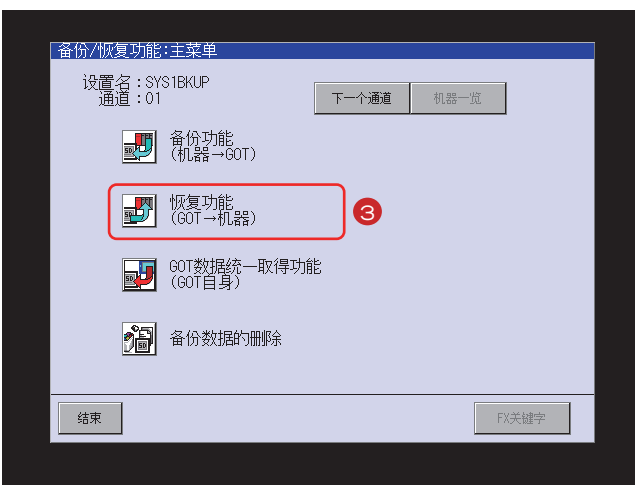 备份/恢复功能:主菜单
设置名:SYS1BKUP
通道:01
下一个通道
机器一览
备份功能
(机器→GOT)
恢复功能
(GOT→机器)
3
GOT数据统一取得功能
(GOT自身)
备份数据的删除
结束
FX关键字